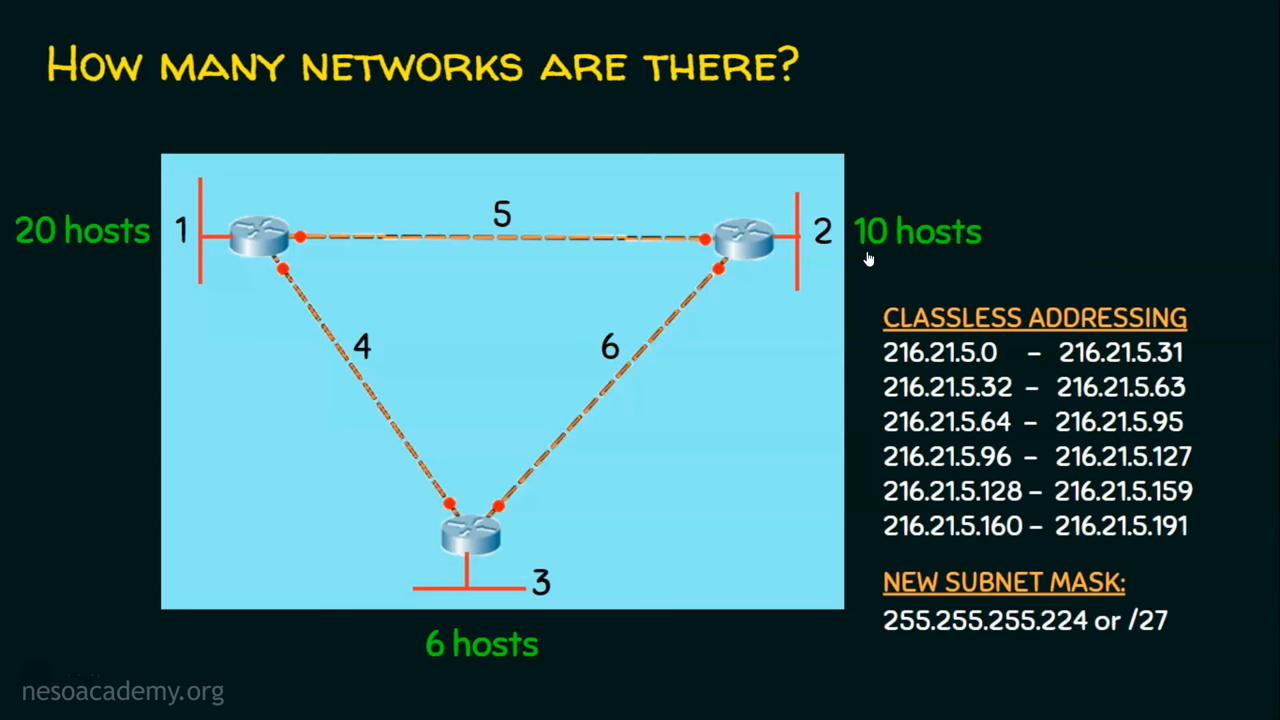 HOW MANY NETWORKS ARE THERE?
20 hosts
1
5
2
10 hosts
4
6
3
6 hosts
CLASSLESS ADDRESSING
216.21.5.0 – 216.21.5.31
216.21.5.32 – 216.21.5.63
216.21.5.64 – 216.21.5.95
216.21.5.96 – 216.21.5.127
216.21.5.128 – 216.21.5.159
216.21.5.160 – 216.21.5.191
NEW SUBNET MASK:
255.255.255.224 or /27
nesoacademy.org